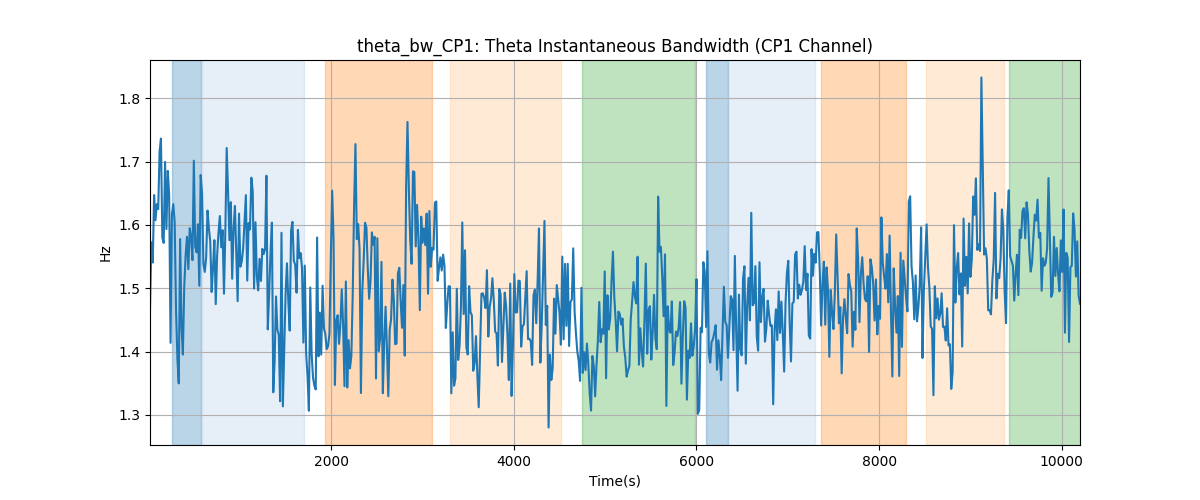 theta_bw_CP1: Theta Instantaneous Bandwidth (CP1 Channel)
1.8
1.7
1.6
1.5
1.4
1.3
Hz
2000 4000 6000 8000 10000
Time(s)